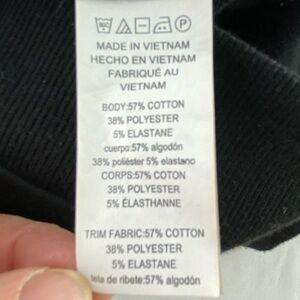 MADE IN VIETNAM
HECHO EN VIETNAM
FABRIQUÉ AU
VIETNAM
BODY:57% COTTON
38% POLYESTER
5% ELASTANE
cuerpo:57% algodón
38% poliéster 5% elastano
CORPS:57% COTON
38% POLYESTER
5% ÉLASTHANNE
TRIM FABRIC:57% COTTON
38% POLYESTER
5% ELASTANE
tela de ribete:57% algodón